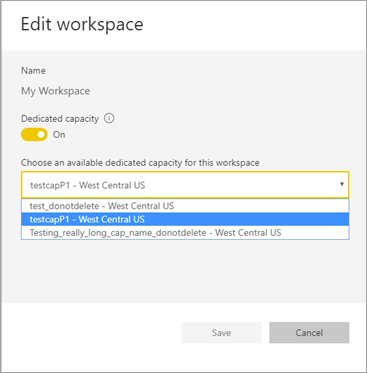 Edit workspace
Name
My Workspace
Dedicated capacity
On
Choose an available dedicated capacity for this workspace
testcapP1 - West Central US
test_donotdelete - West Central US
testcapP1 - West Central US
Testing_really_long_cap_name_donotdelete - West Central US
Save
Cancel